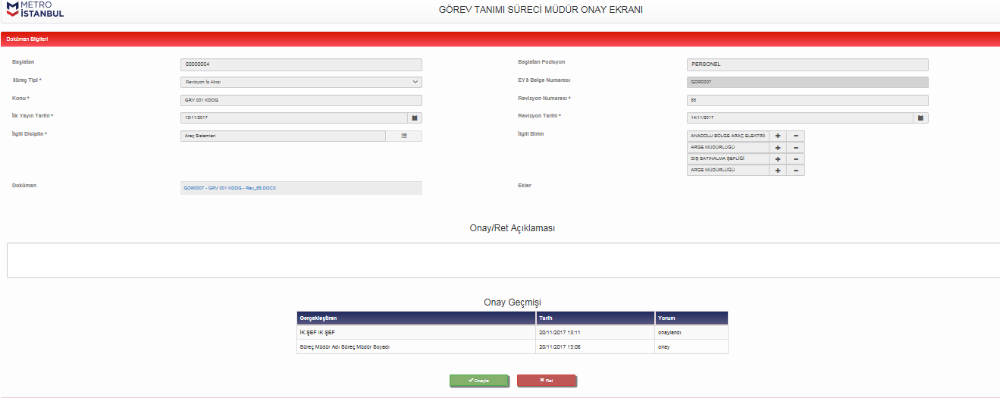 METRO
İSTANBUL
GÖREV TANIMI SÜRECİ MÜDÜR ONAY EKRANI
Doküman Bilgileri
Başlatan
00000004
Başlatan Pozisyon
PERSONEL
Süreç Tipi *
Revizyon İş Akışı
EYS Belge Numarası
GOR0007
Konu *
GRV 001 KDOG
Revizyon Numarası *
55
İlk Yayın Tarihi *
13/11/2017
Revizyon Tarihi *
14/11/2017
İlgili Disiplin *
Araç Sistemleri
İlgili Birim
ANADOLU BÖLGE ARAÇ ELEKTRİ
ARGE MÜDÜRLÜĞÜ
DIŞ SATINALMA ŞEFLİĞİ
ARGE MÜDÜRLÜĞÜ
Doküman
GOR0007 - GRV 001 KDOG - Rev_55.DOCX
Ekler
Onay/Ret Açıklaması
Onay Geçmişi
Gerçekleştiren Tarih Yorum
İK ŞEF IK ŞEF 20/11/2017 13:11 onaylandı
Süreç Müdür Adı Süreç Müdür Soyadı 20/11/2017 13:06 onay
Onayla
Ret